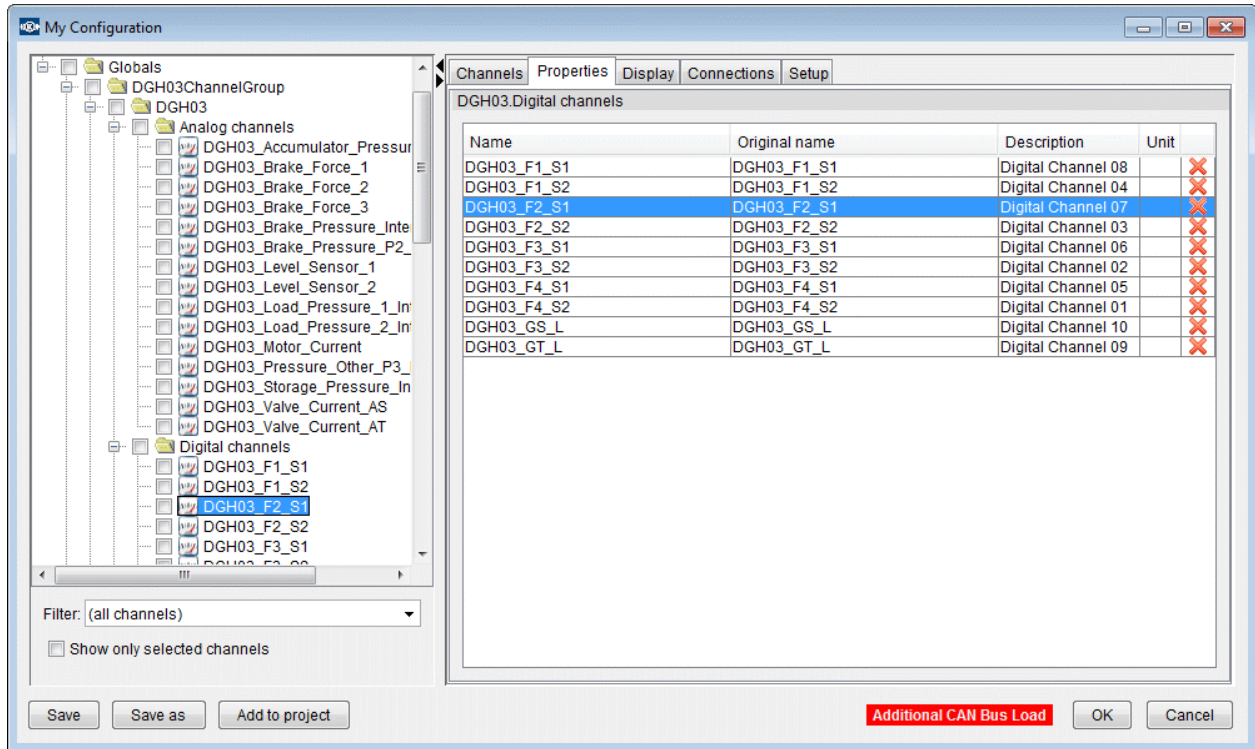 My Configuration
Globals
DGH03ChannelGroup
DGH03
Analog channels
DGH03_Accumulator_Pressur
DGH03_Brake_Force_1
DGH03_Brake_Force_2
DGH03_Brake_Force_3
DGH03_Brake_Pressure_Inte
DGH03_Brake_Pressure_P2_
DGH03_Level_Sensor_1
DGH03_Level_Sensor_2
DGH03_Load_Pressure_1_In
DGH03_Load_Pressure_2_In
DGH03_Motor_Current
DGH03_Pressure_Other_P3_
DGH03_Storage_Pressure_In
DGH03_Valve_Current_AS
DGH03_Valve_Current_AT
Digital channels
DGH03_F1_S1
DGH03_F1_S2
DGH03_F2_S1
DGH03_F2_S2
DGH03_F3_S1
Filter: (all channels)
Show only selected channels
Channels Properties Display Connections Setup
DGH03.Digital channels
Name Original name Description Unit
DGH03_F1_S1 DGH03_F1_S1 Digital Channel 08
DGH03_F1_S2 DGH03_F1_S2 Digital Channel 04
DGH03_F2_S1 DGH03_F2_S1 Digital Channel 07
DGH03_F2_S2 DGH03_F2_S2 Digital Channel 03
DGH03_F3_S1 DGH03_F3_S1 Digital Channel 06
DGH03_F3_S2 DGH03_F3_S2 Digital Channel 02
DGH03_F4_S1 DGH03_F4_S1 Digital Channel 05
DGH03_F4_S2 DGH03_F4_S2 Digital Channel 01
DGH03_GS_L DGH03_GS_L Digital Channel 10
DGH03_GT_L DGH03_GT_L Digital Channel 09
Save Save as Add to project Additional CAN Bus Load OK Cancel